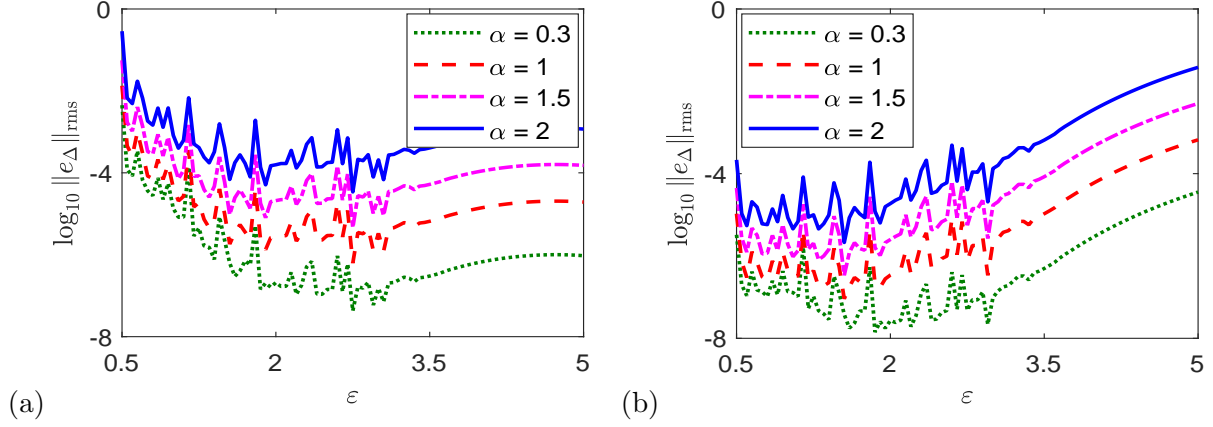 0
-4
-8
log10 ‖eΔ‖rms
0.5 2 3.5 5
ε
α = 0.3
α = 1
α = 1.5
α = 2
(a)
0
-4
-8
log10 ‖eΔ‖rms
0.5 2 3.5 5
ε
α = 0.3
α = 1
α = 1.5
α = 2
(b)